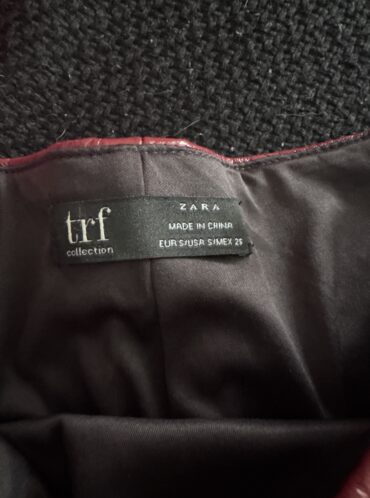 trf
collection
ZARA
MADE IN CHINA
EUR S/USA S/MEX 26